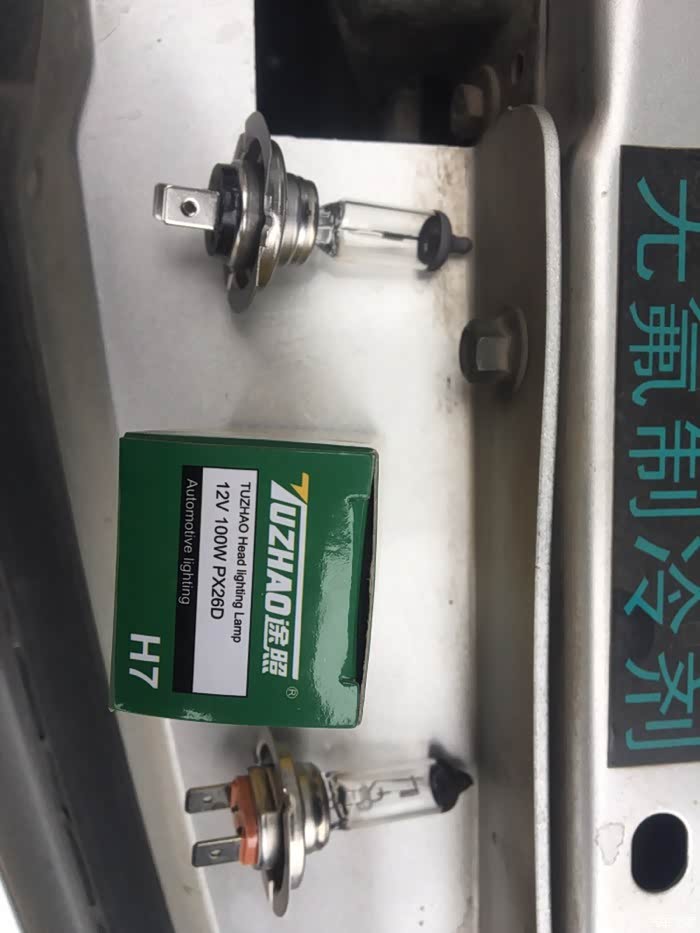 TUZHAO途照®
TUZHAO Head lighting Lamp
12V 100W PX26D
Automotive lighting
H7
无氟制冷剂